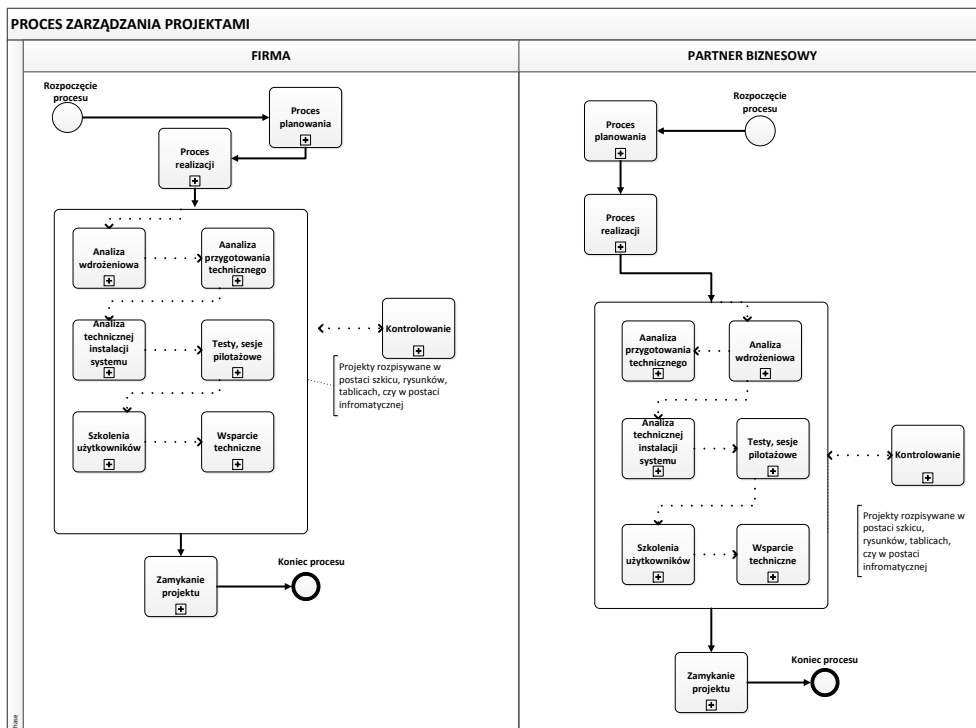 PROCES ZARZĄDZANIA PROJEKTAMI
FIRMA
Rozpoczęcie
procesu
Proces
planowania
Proces
realizacji
Analiza
wdrożeniowa
Aanaliza
przygotowania
technicznego
Analiza
technicznej
instalacji
systemu
Testy, sesje
pilotażowe
Kontrolowanie
Projekty rozpisywane w
postaci szkicu, rysunków,
tablicach, czy w postaci
infromatycznej
Szkolenia
użytkowników
Wsparcie
techniczne
Zamykanie
projektu
Koniec procesu
PARTNER BIZNESOWY
Rozpoczęcie
procesu
Proces
planowania
Proces
realizacji
Aanaliza
przygotowania
technicznego
Analiza
wdrożeniowa
Analiza
technicznej
instalacji
systemu
Testy, sesje
pilotażowe
Kontrolowanie
Projekty rozpisywane w
postaci szkicu,
rysunków, tablicach,
czy w postaci
infromatycznej
Szkolenia
użytkowników
Wsparcie
techniczne
Zamykanie
projektu
Koniec procesu